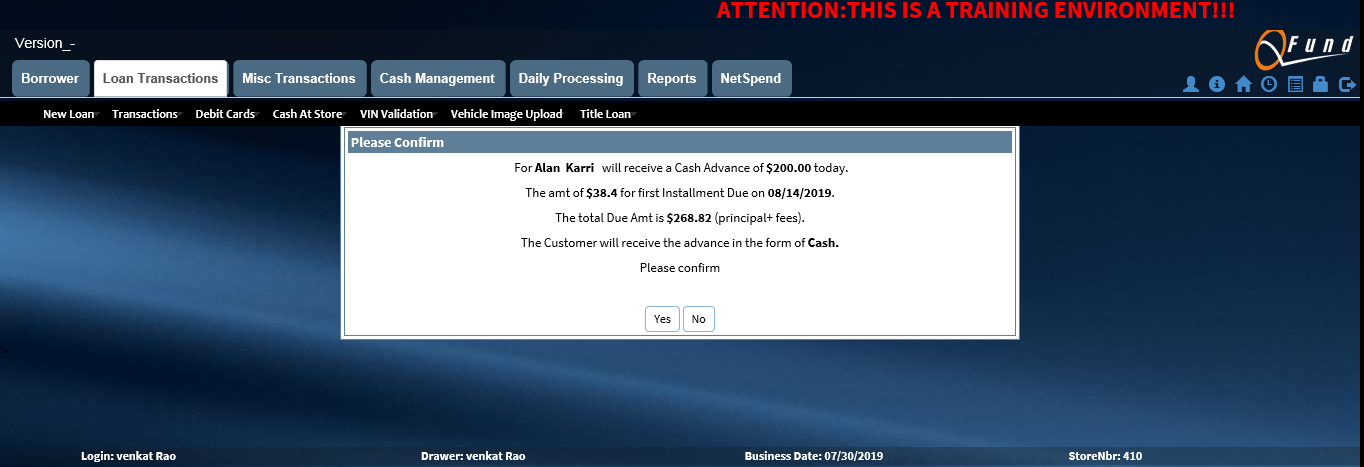 ATTENTION:THIS IS A TRAINING ENVIRONMENT!!!
Version_-
QFund
Borrower Loan Transactions Misc Transactions Cash Management Daily Processing Reports NetSpend
New Loan Transactions Debit Cards Cash At Store VIN Validation Vehicle Image Upload Title Loan
Please Confirm
For Alan Karri will receive a Cash Advance of $200.00 today.
The amt of $38.4 for first Installment Due on 08/14/2019.
The total Due Amt is $268.82 (principal+ fees).
The Customer will receive the advance in the form of Cash.
Please confirm
Yes No
>
Login: venkat Rao Drawer: venkat Rao Business Date: 07/30/2019 StoreNbr: 410